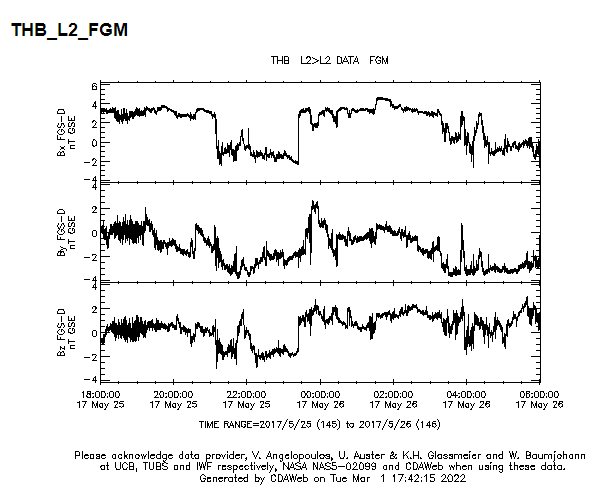 THB_L2_FGM
THB L2>L2 DATA FGM
6
4
2
0
-2
-4
Bx FGS-D
nT GSE
4
2
0
-2
-4
By FGS-D
nT GSE
4
2
0
-2
-4
Bz FGS-D
nT GSE
18:00:00 20:00:00 22:00:00 00:00:00 02:00:00 04:00:00 06:00:00
17 May 25 17 May 25 17 May 25 17 May 26 17 May 26 17 May 26 17 May 26
TIME RANGE=2017/5/25 (145) to 2017/5/26 (146)
Please acknowledge data provider, V. Angelopoulos, U. Auster & K.H. Glassmeier and W. Baumjohann
at UCB, TUBS and IWF respectively, NASA NAS5-02099 and CDAWeb when using these data.
Generated by CDAWeb on Tue Mar 1 17:42:15 2022